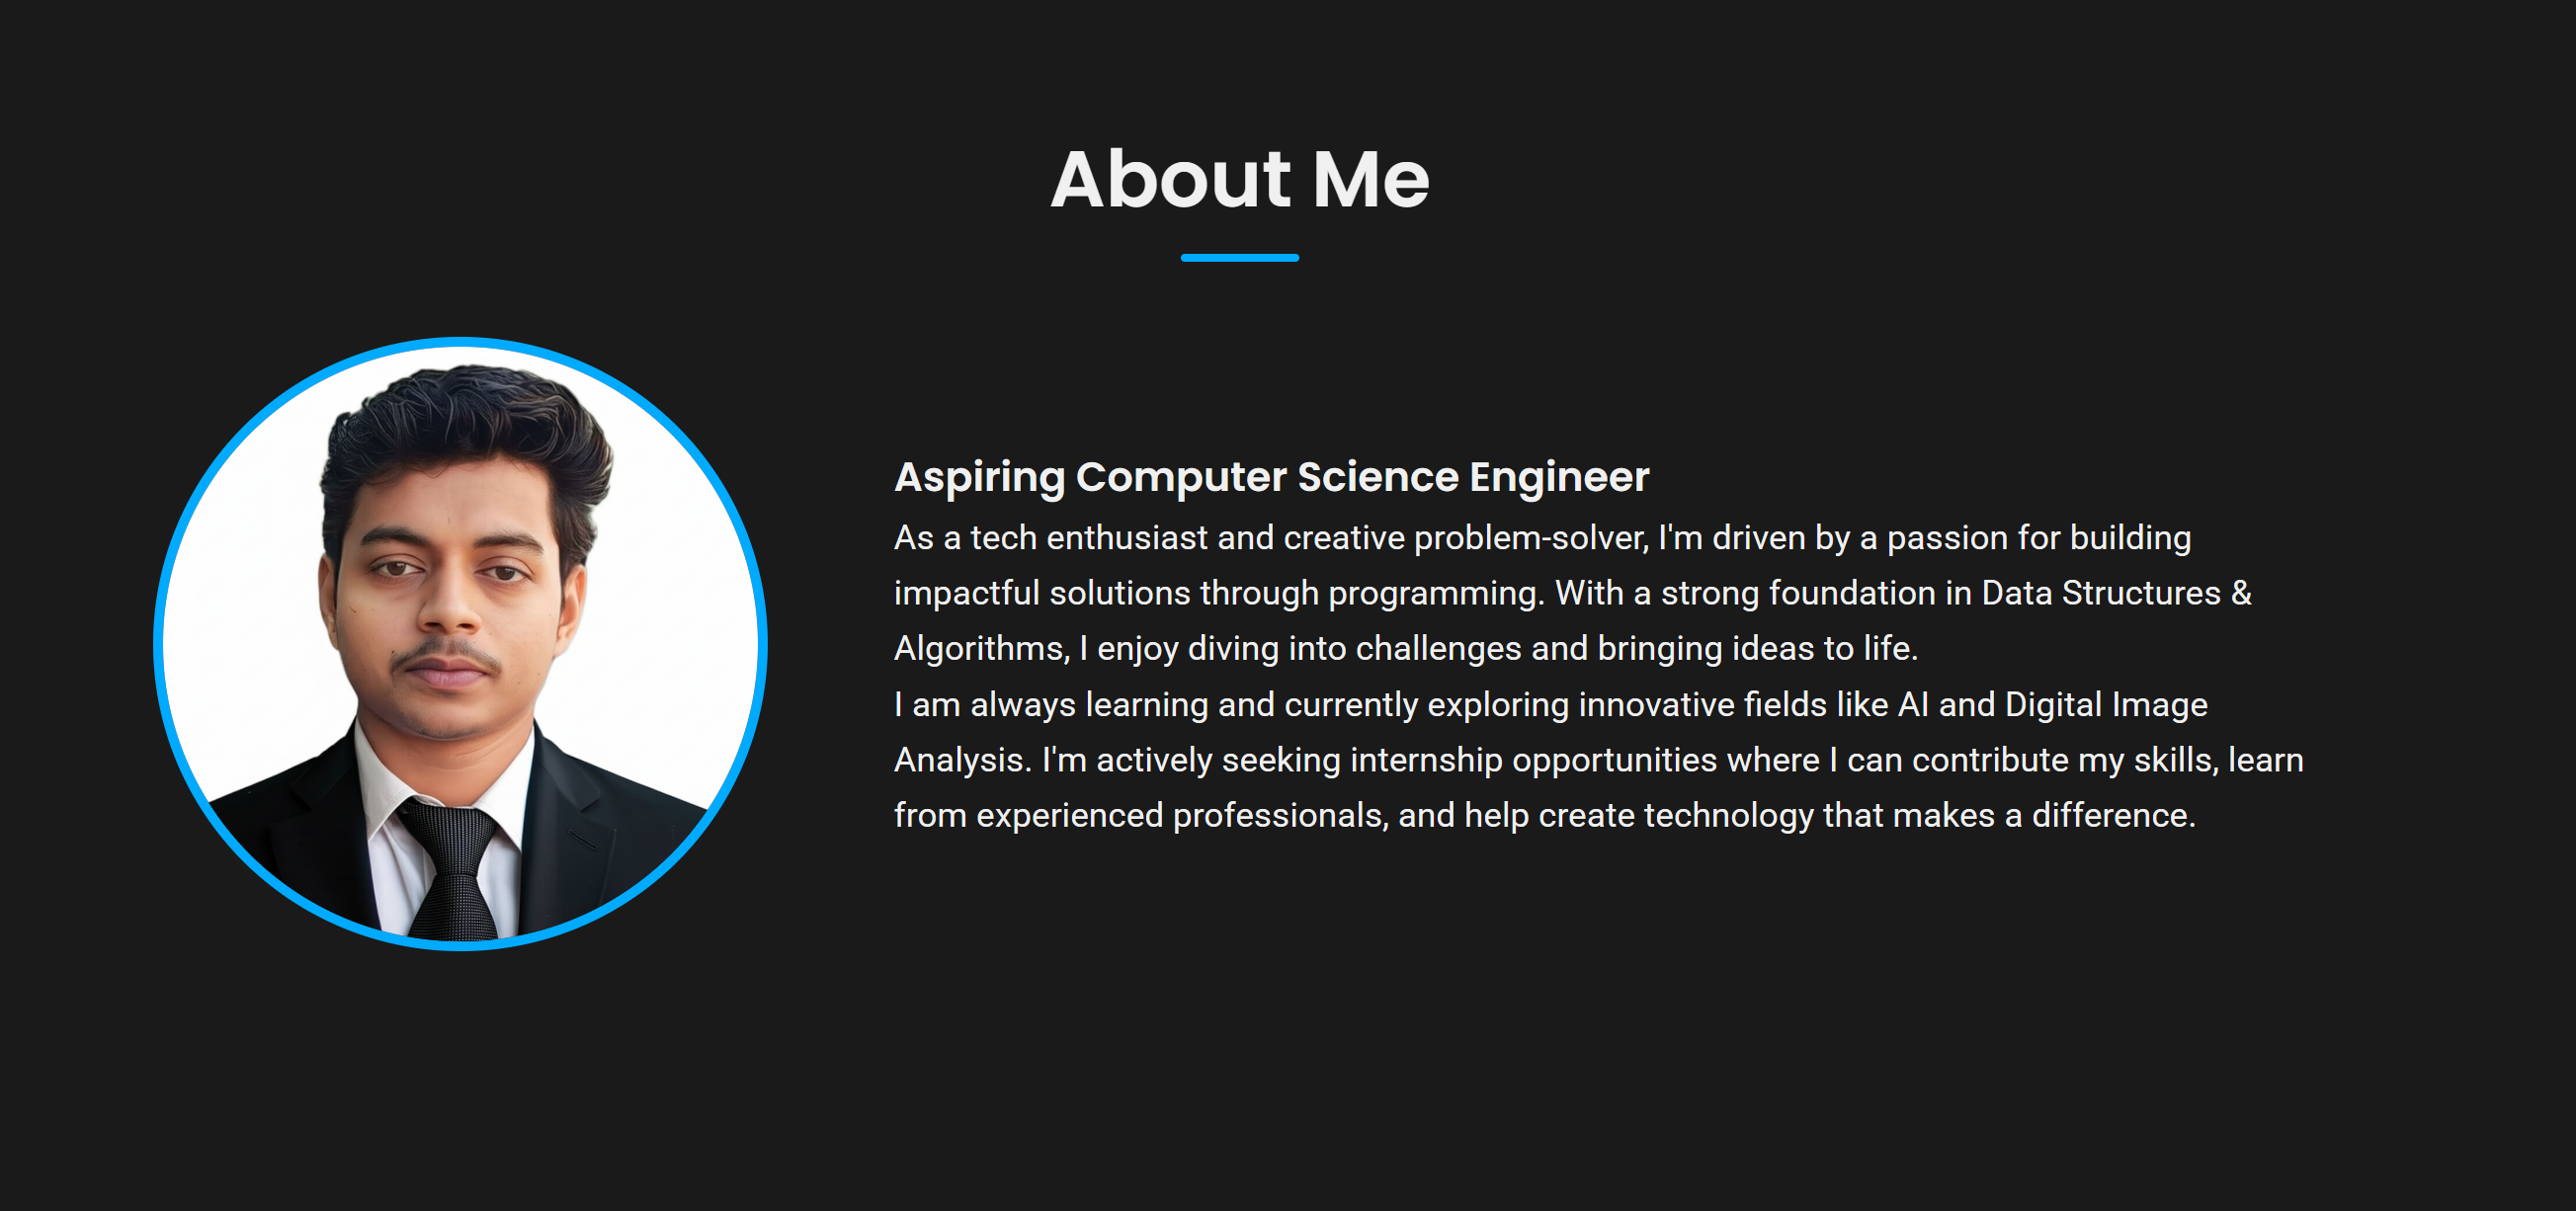 About Me
Aspiring Computer Science Engineer
As a tech enthusiast and creative problem-solver, I'm driven by a passion for building
impactful solutions through programming. With a strong foundation in Data Structures &
Algorithms, I enjoy diving into challenges and bringing ideas to life.
I am always learning and currently exploring innovative fields like AI and Digital Image
Analysis. I'm actively seeking internship opportunities where I can contribute my skills, learn
from experienced professionals, and help create technology that makes a difference.